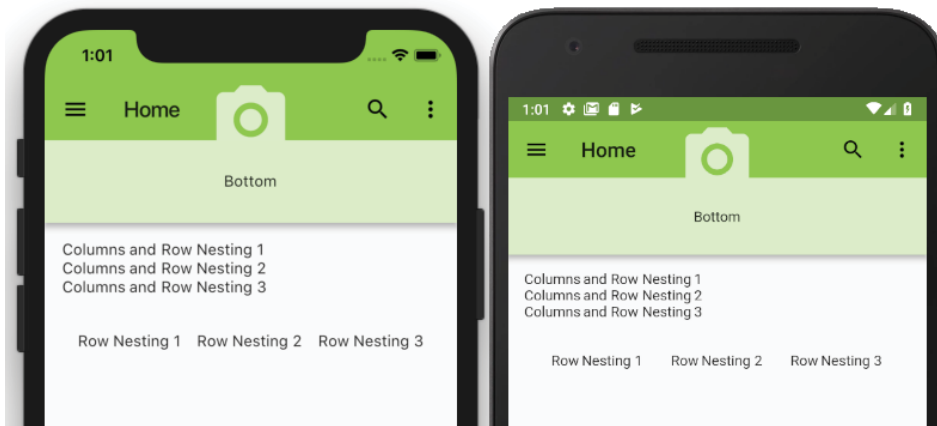 1:01
Home
Bottom
Columns and Row Nesting 1
Columns and Row Nesting 2
Columns and Row Nesting 3
Row Nesting 1 Row Nesting 2 Row Nesting 3
1:01
Home
Bottom
Columns and Row Nesting 1
Columns and Row Nesting 2
Columns and Row Nesting 3
Row Nesting 1 Row Nesting 2 Row Nesting 3